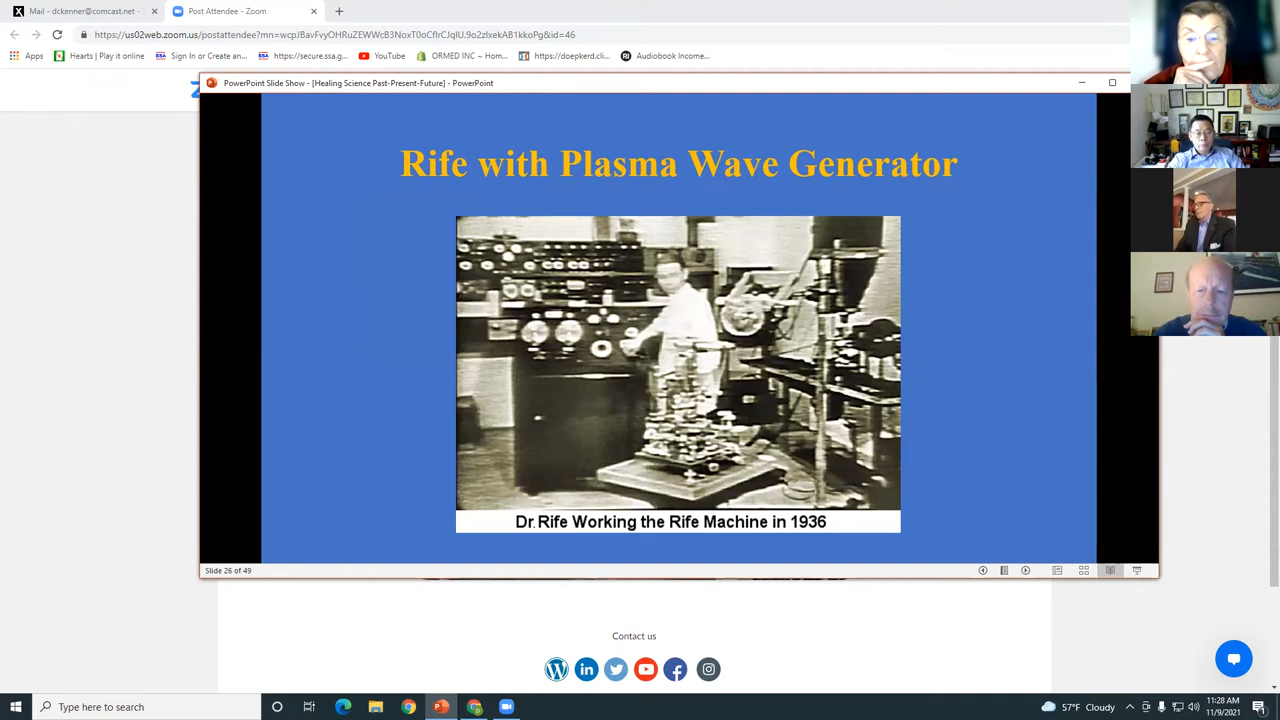 Mail - dckenner@comcast.net -
Post Attendee - Zoom
https://us02web.zoom.us/postattendee?mn=wcpJBavFvyOHRuZEWWcB3NoxT0oCflrCJqIU.9o2zlxekAB1kkoPg&id=46
Apps
Hearts | Play it online
Sign In or Create an...
https://secure.ssa.g...
YouTube
ORMED INC ~ Hom...
https://doepkerd.cli...
Audiobook Income...
PowerPoint Slide Show - [Healing Science Past-Present-Future] - PowerPoint
Rife with Plasma Wave Generator
Dr. Rife Working the Rife Machine in 1936
Slide 26 of 49
Contact us
Type here to search
57°F Cloudy
11:28 AM
11/9/2021